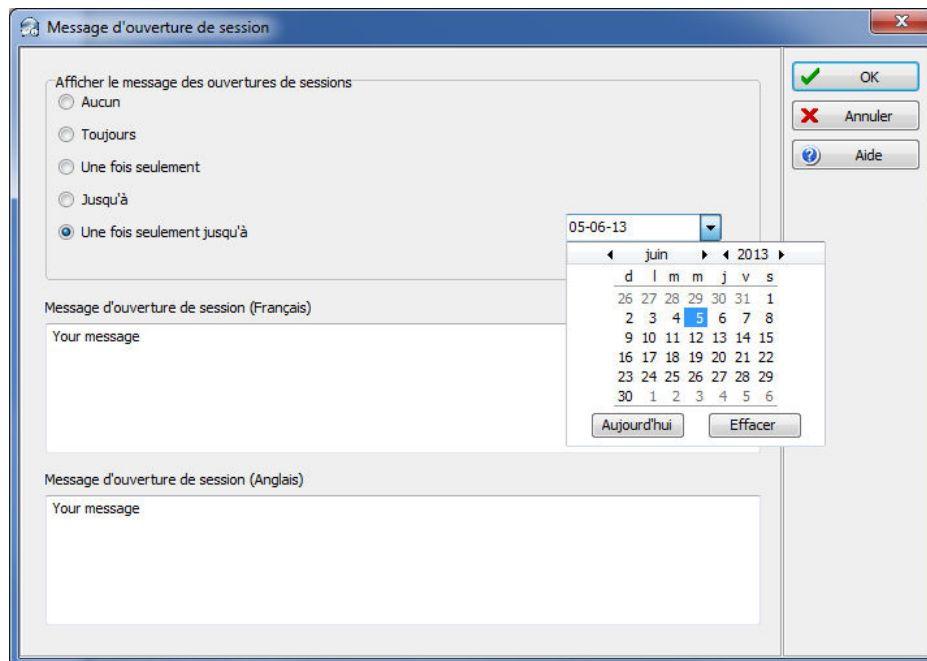 Message d'ouverture de session
Afficher le message des ouvertures de sessions
Aucun
Toujours
Une fois seulement
Jusqu'à
Une fois seulement jusqu'à
05-06-13
juin 2013
d l m m j v s
26 27 28 29 30 31 1
2 3 4 5 6 7 8
9 10 11 12 13 14 15
16 17 18 19 20 21 22
23 24 25 26 27 28 29
30 1 2 3 4 5 6
Aujourd'hui Effacer
Message d'ouverture de session (Français)
Your message
Message d'ouverture de session (Anglais)
Your message
OK
Annuler
Aide